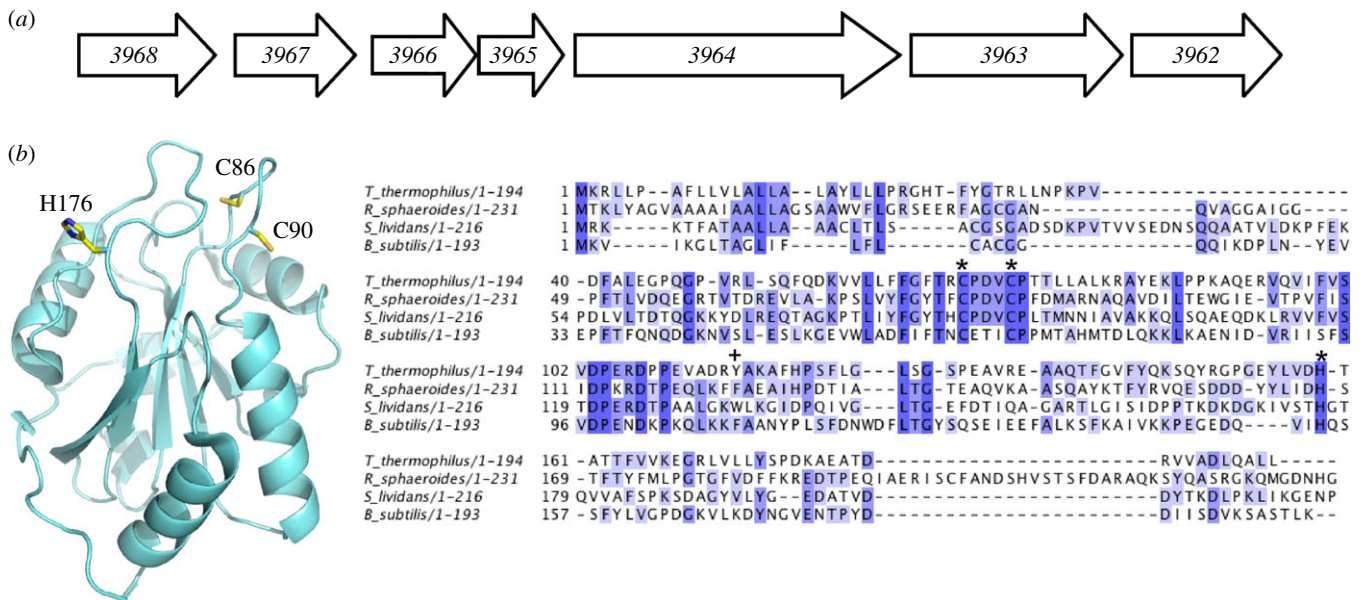 (a)
3968 3967 3966 3965 3964 3963 3962
(b)
H176 C86 C90
T_thermophilus/1–194 1 MKRLLP--AFLLVLALLA--LAYLLLPRGHT-FYGTRLLNPKPV--------------------
R_sphaeroides/1–231 1 MTKLYAGVAAAAIAALLAGSAAWVFLGRSEERFAGCGAN------------QVAGGAIGG----
S_lividans/1–216 1 MRK-----KTFATAALLA--AACLTLS----ACGSGADSDKPVTVVSEDNSQQAATVLDKPFEK
B_subtilis/1–193 1 MKV-----IKGLTAGLIF----LFL------CACGG---------------QQIKDPLN--YEV
* *
T_thermophilus/1–194 40 -DFALEGPQGP-VRL-SQFQDKVVLLFFGFTRCPDVCPTTLLALKRAYEKLPPKAQERVQVIFVS
R_sphaeroides/1–231 49 -PFTLVDQEGRTVTDREVLA-KPSLVYFGFTFCPDVCPFDMARNAQAVDILTEWGIE-VTPVFIS
S_lividans/1–216 54 PDLVLTDTQGKKYDLREQTAGKPTLIYFGYTHCPDVCPLTMNNIAVAKKQLSQAEQDKLRVVFVS
B_subtilis/1–193 33 EPFTFQNQDGKNVSLESLKGEVWLADFIFTNCETICPPMTAHMTDLQKKLKAENID-VRIISFS
+ *
T_thermophilus/1–194 102 VDPERDPPEVADRYAKAFHPSFLG---LSG-SPEAVRE-AAQTFGVFYQKSQYRGPGEYLVDH-T
R_sphaeroides/1–231 111 IDPKRDTPEQLKFFAEAIHPDTIA---LTG-TEAQVKA-ASQAYKTFYRVQESDDD-YYLIDH-S
S_lividans/1–216 119 TDPERDTPAALGKWLKGIDPQIVG---LTG-EFDTIQA-GARTLGISIDPPTKDKDGKIVSTHGT
B_subtilis/1–193 96 VDPENDKPKQLKKFAANYPLSFDNWDFLTGYSQSEIEEFALKSFKAIVKKPEGEDQ----VIHQS
T_thermophilus/1–194 161 -ATTFVVKEGRLVLLYSPDKAEATD-----------------------RVVADLQALL---
R_sphaeroides/1–231 169 -TFTYFMLPGTGFVDFFKREDTPEQIAERISCFANDSHVSTSFDARAQKSYQASRGKQMGDNHG
S_lividans/1–216 179 QVVAFSPKSDAGYVLYG--EDATVD-----------------------DYTKDLPKLIKGENP
B_subtilis/1–193 157 -SFYLVGPDGKVLKDYNGVENTPYD-----------------------DIISDVKSASTLK--